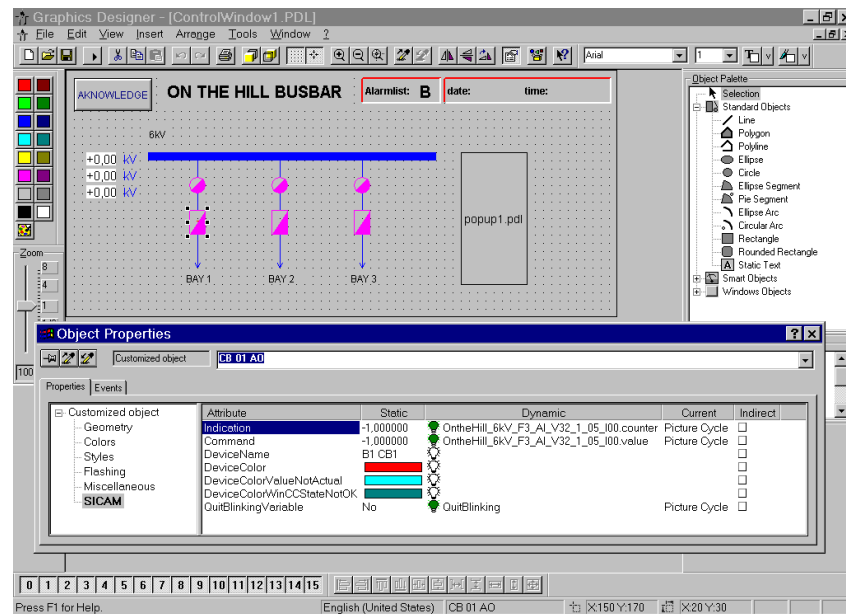 Graphics Designer - [ControlWindow1.PDL]
File Edit View Insert Arrange Tools Window ?
Arial 1
AKNOWLEDGE
ON THE HILL BUSBAR
Alarmlist: B
date: time:
6kV
+0,00 kV
+0,00 kV
+0,00 kV
popup1.pdl
BAY 1 BAY 2 BAY 3
Zoom
8
4
1
100
Object Palette
Selection
Standard Objects
Line
Polygon
Polyline
Ellipse
Circle
Ellipse Segment
Pie Segment
Ellipse Arc
Circular Arc
Rectangle
Rounded Rectangle
A Static Text
Smart Objects
Windows Objects
Object Properties
Customized object CB 01 AO
Properties Events
Customized object
Geometry
Colors
Styles
Flashing
Miscellaneous
SICAM
Attribute Static Dynamic Current Indirect
Indication -1,000000 OntheHill_6kV_F3_AI_V32_1_05_I00.counter Picture Cycle
Command -1,000000 OntheHill_6kV_F3_AI_V32_1_05_I00.value Picture Cycle
DeviceName B1 CB1
DeviceColor
DeviceColorValueNotActual
DeviceColorWinCCStateNotOK
QuitBlinkingVariable No QuitBlinking Picture Cycle
0 1 2 3 4 5 6 7 8 9 10 11 12 13 14 15
Press F1 for Help. English (United States) CB 01 AO X:150 Y:170 X:20 Y:30